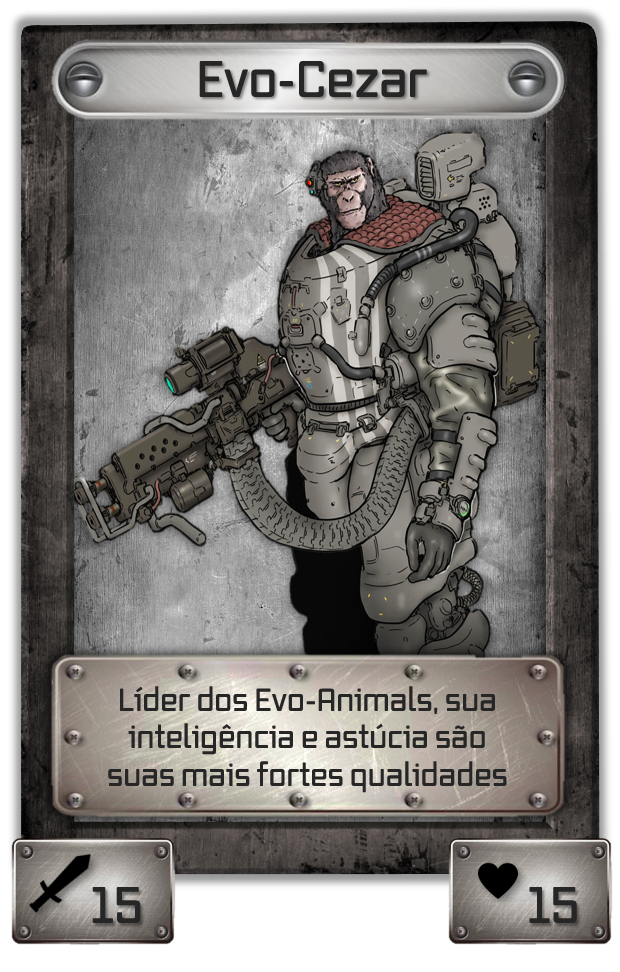 Evo-Cezar
Líder dos Evo-Animals, sua
inteligência e astúcia são
suas mais fortes qualidades
15
15